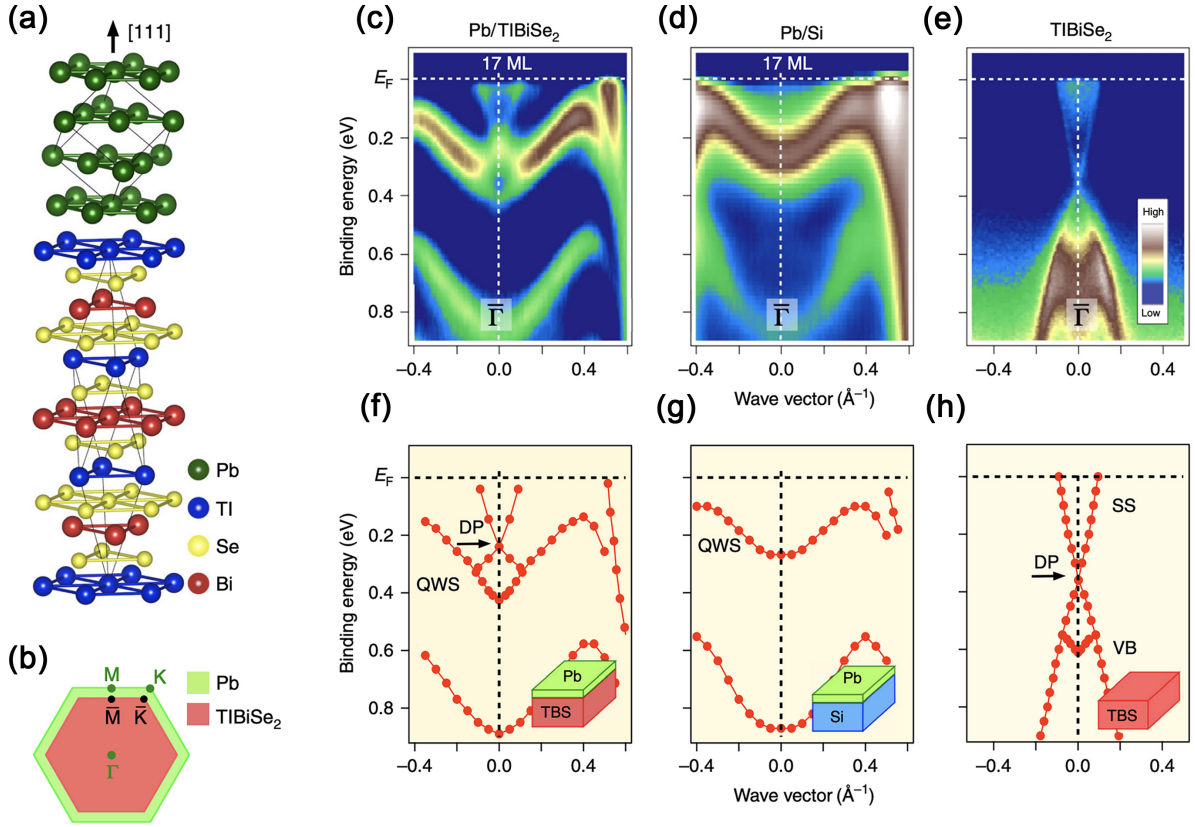 (a)
[111]
Pb
Tl
Se
Bi
(b)
M
K
M̅
K̅
Γ
Pb
TlBiSe₂
(c)
Pb/TlBiSe₂
17 ML
E_F
0.2
0.4
0.6
0.8
Binding energy (eV)
Γ̅
−0.4
0.0
0.4
(d)
Pb/Si
17 ML
Γ̅
−0.4
0.0
0.4
Wave vector (Å⁻¹)
(e)
TlBiSe₂
High
Low
Γ̅
−0.4
0.0
0.4
(f)
E_F
0.2
0.4
0.6
0.8
Binding energy (eV)
DP
QWS
Pb
TBS
−0.4
0.0
0.4
(g)
QWS
Pb
Si
−0.4
0.0
0.4
Wave vector (Å⁻¹)
(h)
SS
DP
VB
TBS
−0.4
0.0
0.4